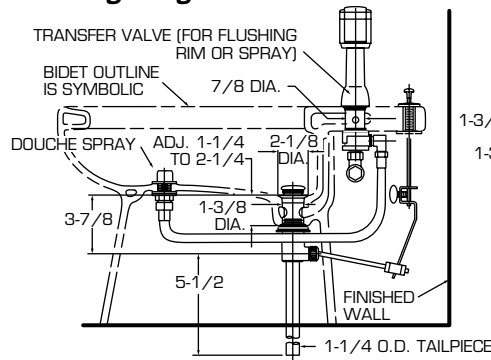 TRANSFER VALVE (FOR FLUSHING
RIM OR SPRAY)
BIDET OUTLINE
IS SYMBOLIC
7/8 DIA.
DOUCHE SPRAY
ADJ. 1-1/4
TO 2-1/4
2-1/8
DIA.
1-3/8
DIA.
3-7/8
5-1/2
FINISHED
WALL
1-1/4 O.D. TAILPIECE